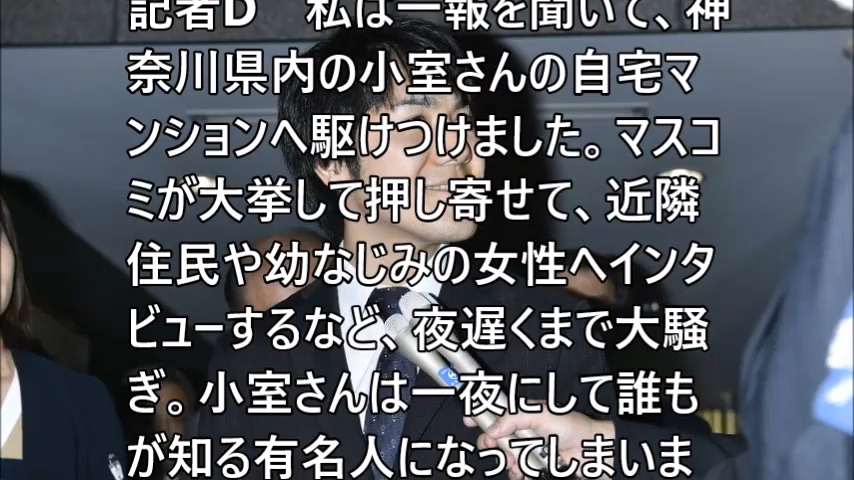 記者D　私は一報を聞いて、神
奈川県内の小室さんの自宅マ
ンションへ駆けつけました。マスコ
ミが大挙して押し寄せて、近隣
住民や幼なじみの女性へインタ
ビューするなど、夜遅くまで大騒
ぎ。小室さんは一夜にして誰も
が知る有名人になってしまいま